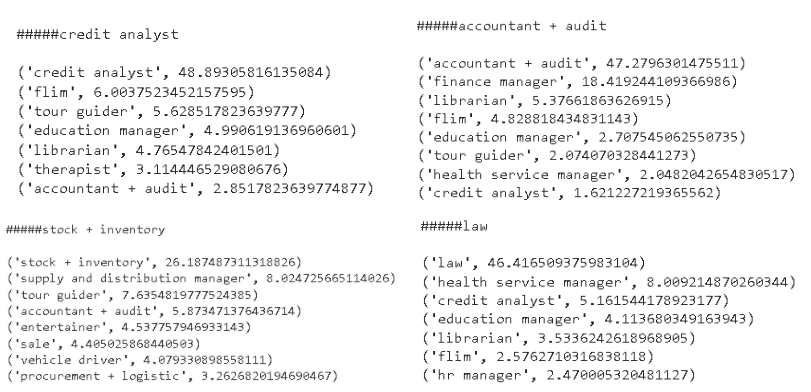 #####credit analyst
('credit analyst', 48.89305816135084)
('flim', 6.0037523452157595)
('tour guider', 5.628517823639777)
('education manager', 4.990619136960601)
('librarian', 4.76547842401501)
('therapist', 3.114446529080676)
('accountant + audit', 2.8517823639774877)
#####accountant + audit
('accountant + audit', 47.2796301475511)
('finance manager', 18.419244109366986)
('librarian', 5.37661863626915)
('flim', 4.828818434831143)
('education manager', 2.707545062550735)
('tour guider', 2.074070328441273)
('health service manager', 2.0482042654830517)
('credit analyst', 1.621227219365562)
#####stock + inventory
('stock + inventory', 26.187487311318826)
('supply and distribution manager', 8.024725665114026)
('tour guider', 7.6354819777524385)
('accountant + audit', 5.873471376436714)
('entertainer', 4.537757946933143)
('sale', 4.405025868440503)
('vehicle driver', 4.079330898558111)
('procurement + logistic', 3.2626820194690467)
#####law
('law', 46.416509375983104)
('health service manager', 8.009214870260344)
('credit analyst', 5.161544178923177)
('education manager', 4.113680349163943)
('librarian', 3.5336242618968905)
('flim', 2.5762710316838118)
('hr manager', 2.470005320481127)